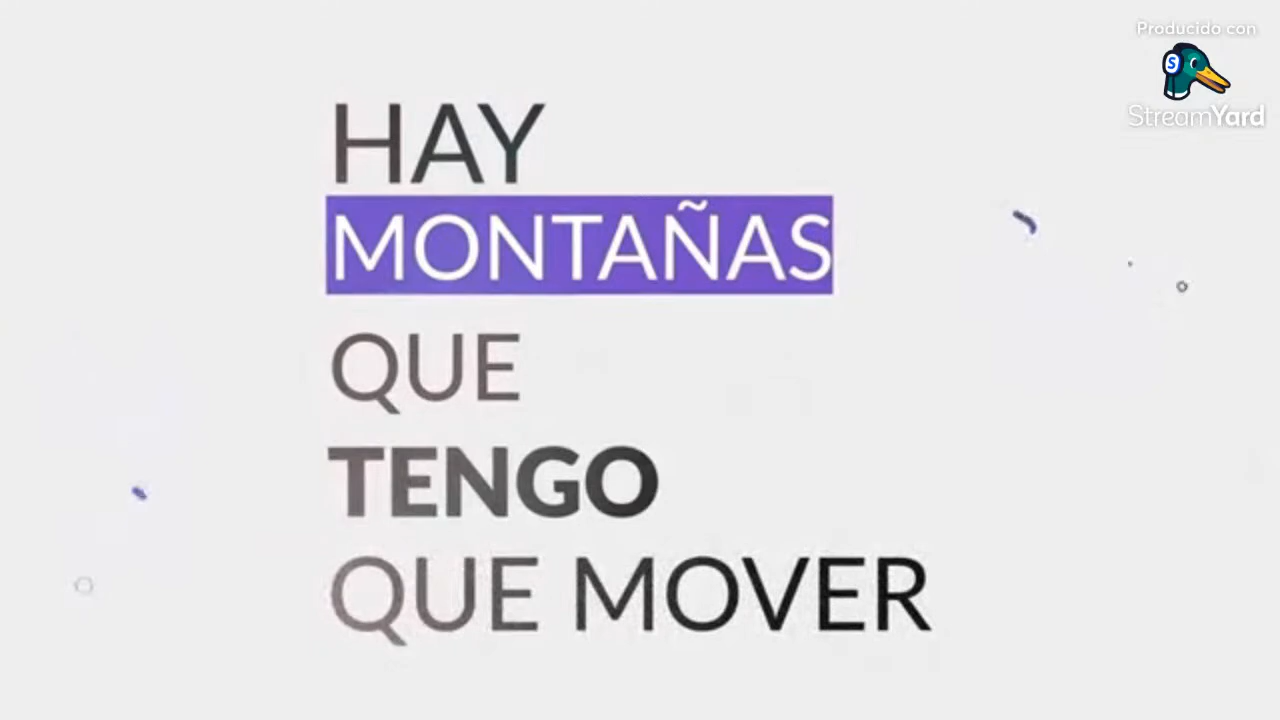 Producido con
StreamYard
HAY
MONTAÑAS
QUE
TENGO
QUE MOVER